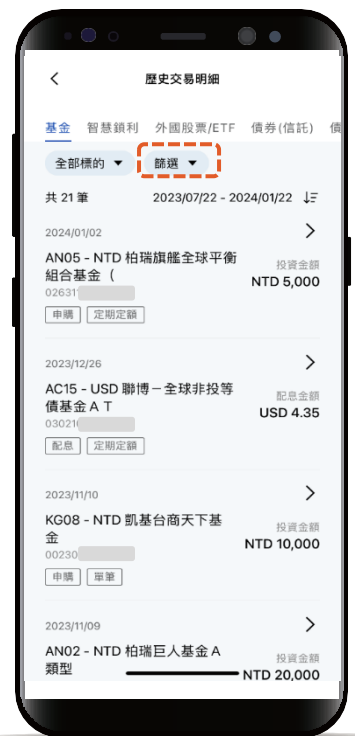 歷史交易明細
基金 智慧鎖利 外國股票/ETF 債券(信託) 債
全部標的 ▼ 篩選 ▼
共 21 筆 2023/07/22 - 2024/01/22
2024/01/02
AN05 - NTD 柏瑞旗艦全球平衡
組合基金（
投資金額
NTD 5,000
02631
申購 定期定額
2023/12/26
AC15 - USD 聯博－全球非投等
債基金ＡＴ
配息金額
USD 4.35
03021
配息 定期定額
2023/11/10
KG08 - NTD 凱基台商天下基
金
投資金額
NTD 10,000
00230
申購 單筆
2023/11/09
AN02 - NTD 柏瑞巨人基金Ａ
類型
投資金額
NTD 20,000